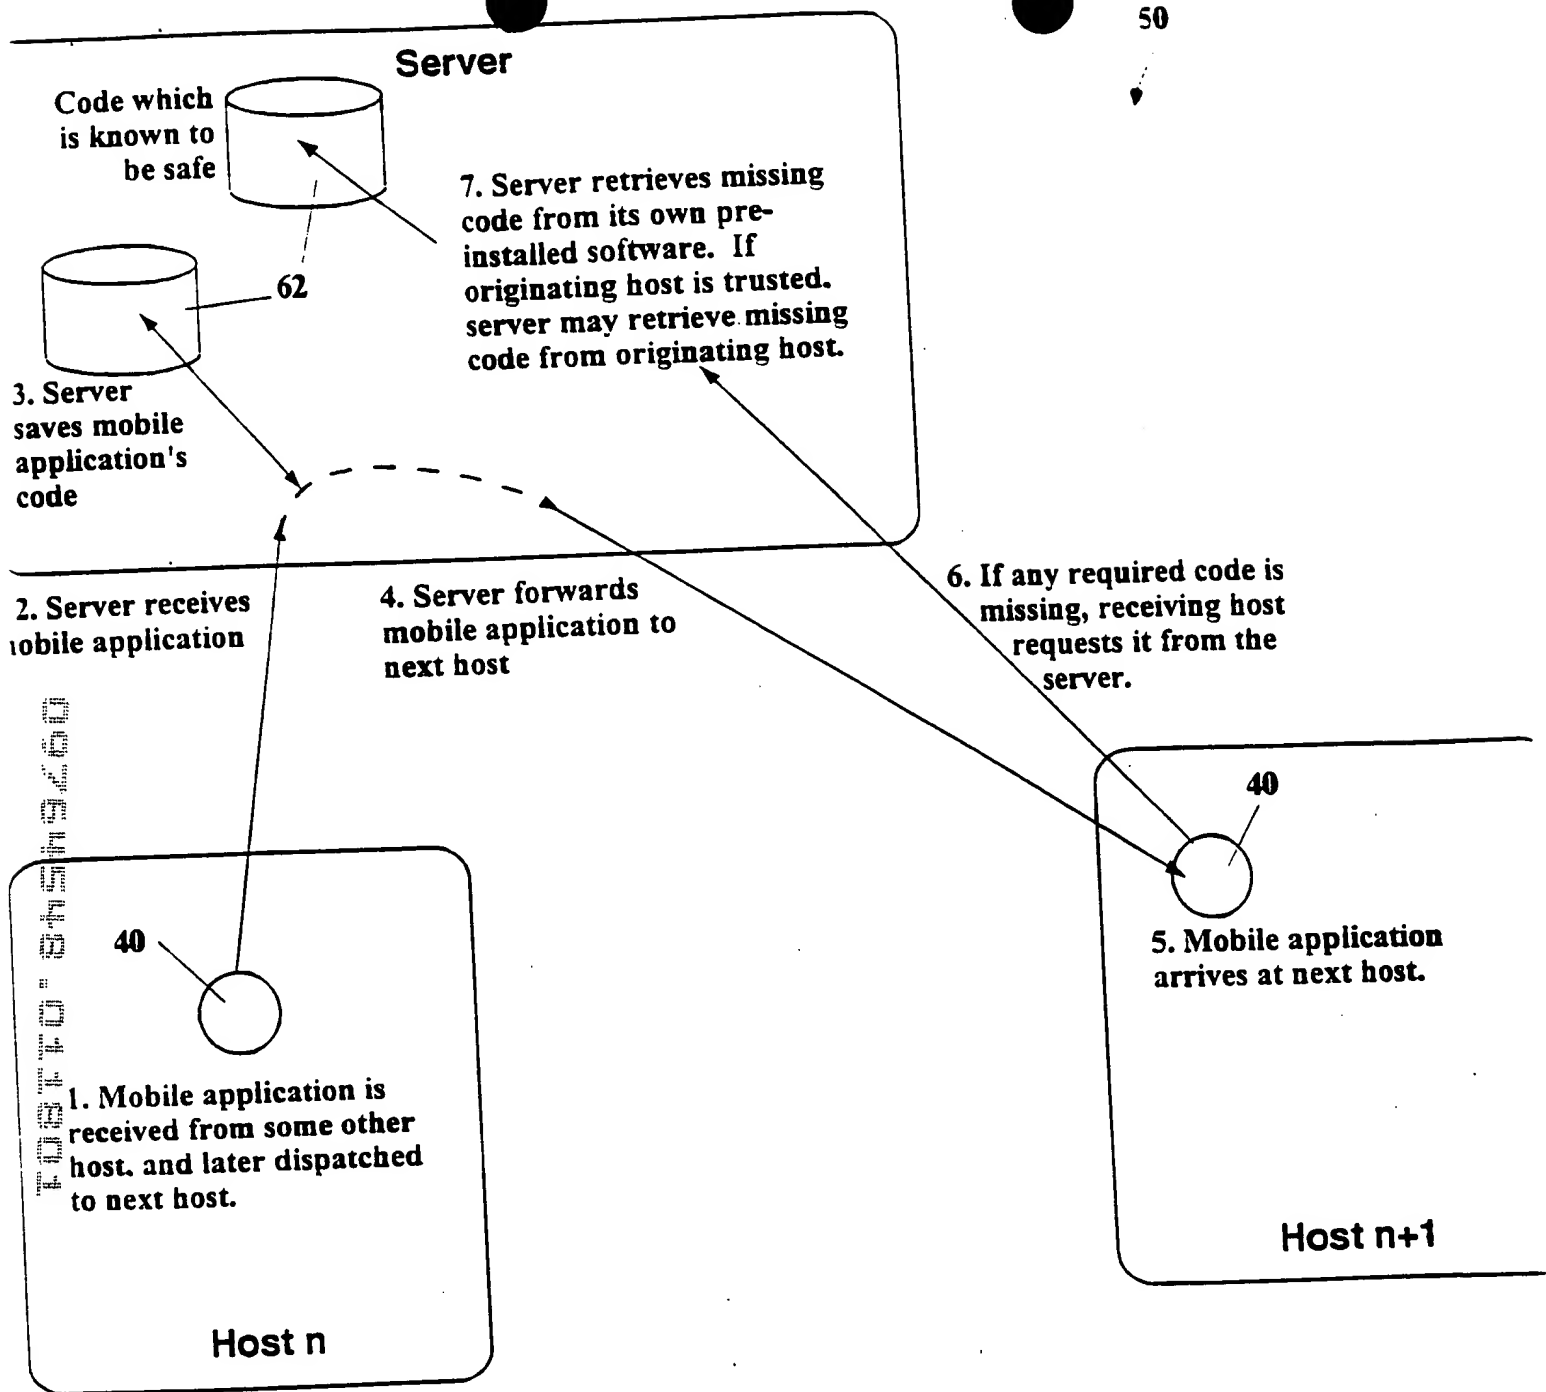 50
Server
Code which
is known to
be safe
7. Server retrieves missing
code from its own pre-
installed software. If
originating host is trusted.
server may retrieve missing
code from originating host.
62
3. Server
saves mobile
application's
code
2. Server receives
obile application
4. Server forwards
mobile application to
next host
6. If any required code is
missing, receiving host
requests it from the
server.
40
5. Mobile application
arrives at next host.
Host n+1
40
1. Mobile application is
received from some other
host. and later dispatched
to next host.
Host n
09764548.011801